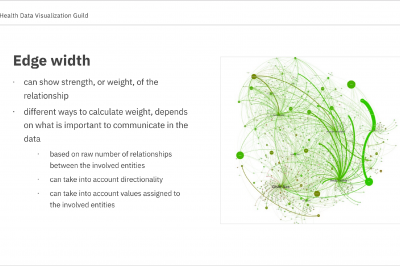 Health Data Visualization Guild
Edge width
· can show strength, or weight, of the
relationship
· different ways to calculate weight, depends
on what is important to communicate in the
data
· based on raw number of relationships
between the involved entities
· can take into account directionality
· can take into account values assigned to
the involved entities